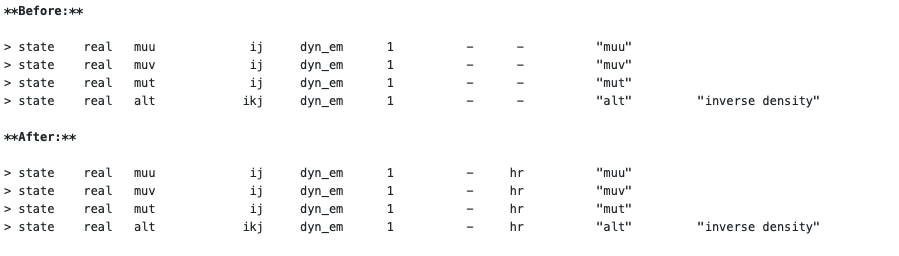 **Before:**
> state    real   muu             ij     dyn_em      1          -      -          "muu"
> state    real   muv             ij     dyn_em      1          -      -          "muv"
> state    real   mut             ij     dyn_em      1          -      -          "mut"
> state    real   alt            ikj     dyn_em      1          -      -          "alt"         "inverse density"
**After:**
> state    real   muu             ij     dyn_em      1          -     hr          "muu"
> state    real   muv             ij     dyn_em      1          -     hr          "muv"
> state    real   mut             ij     dyn_em      1          -     hr          "mut"
> state    real   alt            ikj     dyn_em      1          -     hr          "alt"         "inverse density"